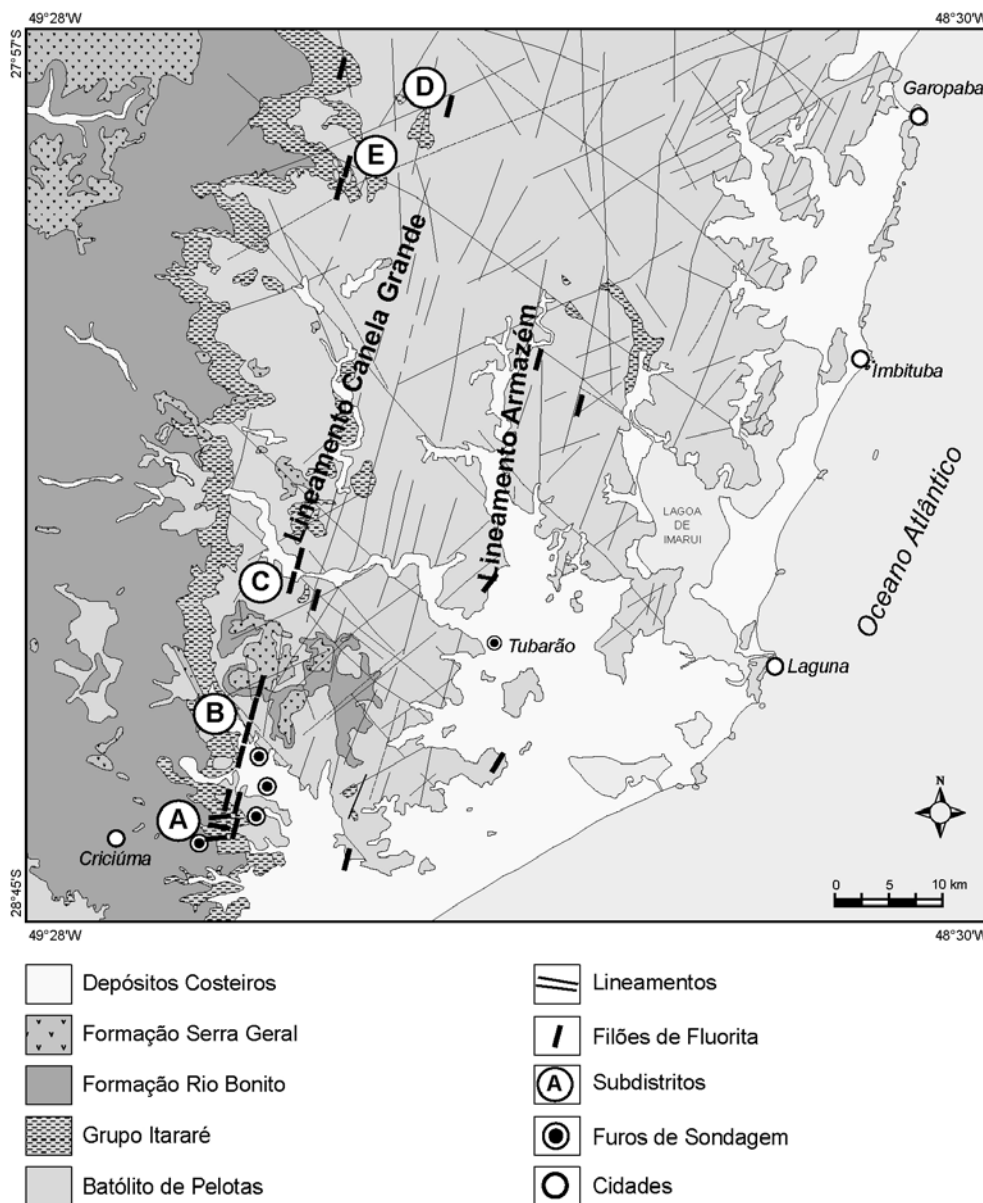 49°28'W
48°30'W
27°57'S
D
Garopaba
E
Lineamento Canela Grande
Lineamento Armazém
Imbituba
Oceano Atlântico
LAGOA
DE
IMARUI
C
Tubarão
Laguna
B
N
A
Criciúma
0 5 10 km
28°45'S
49°28'W
48°30'W
Depósitos Costeiros
Lineamentos
Formação Serra Geral
Filões de Fluorita
Formação Rio Bonito
A
Subdistritos
Grupo Itararé
Furos de Sondagem
Batólito de Pelotas
Cidades